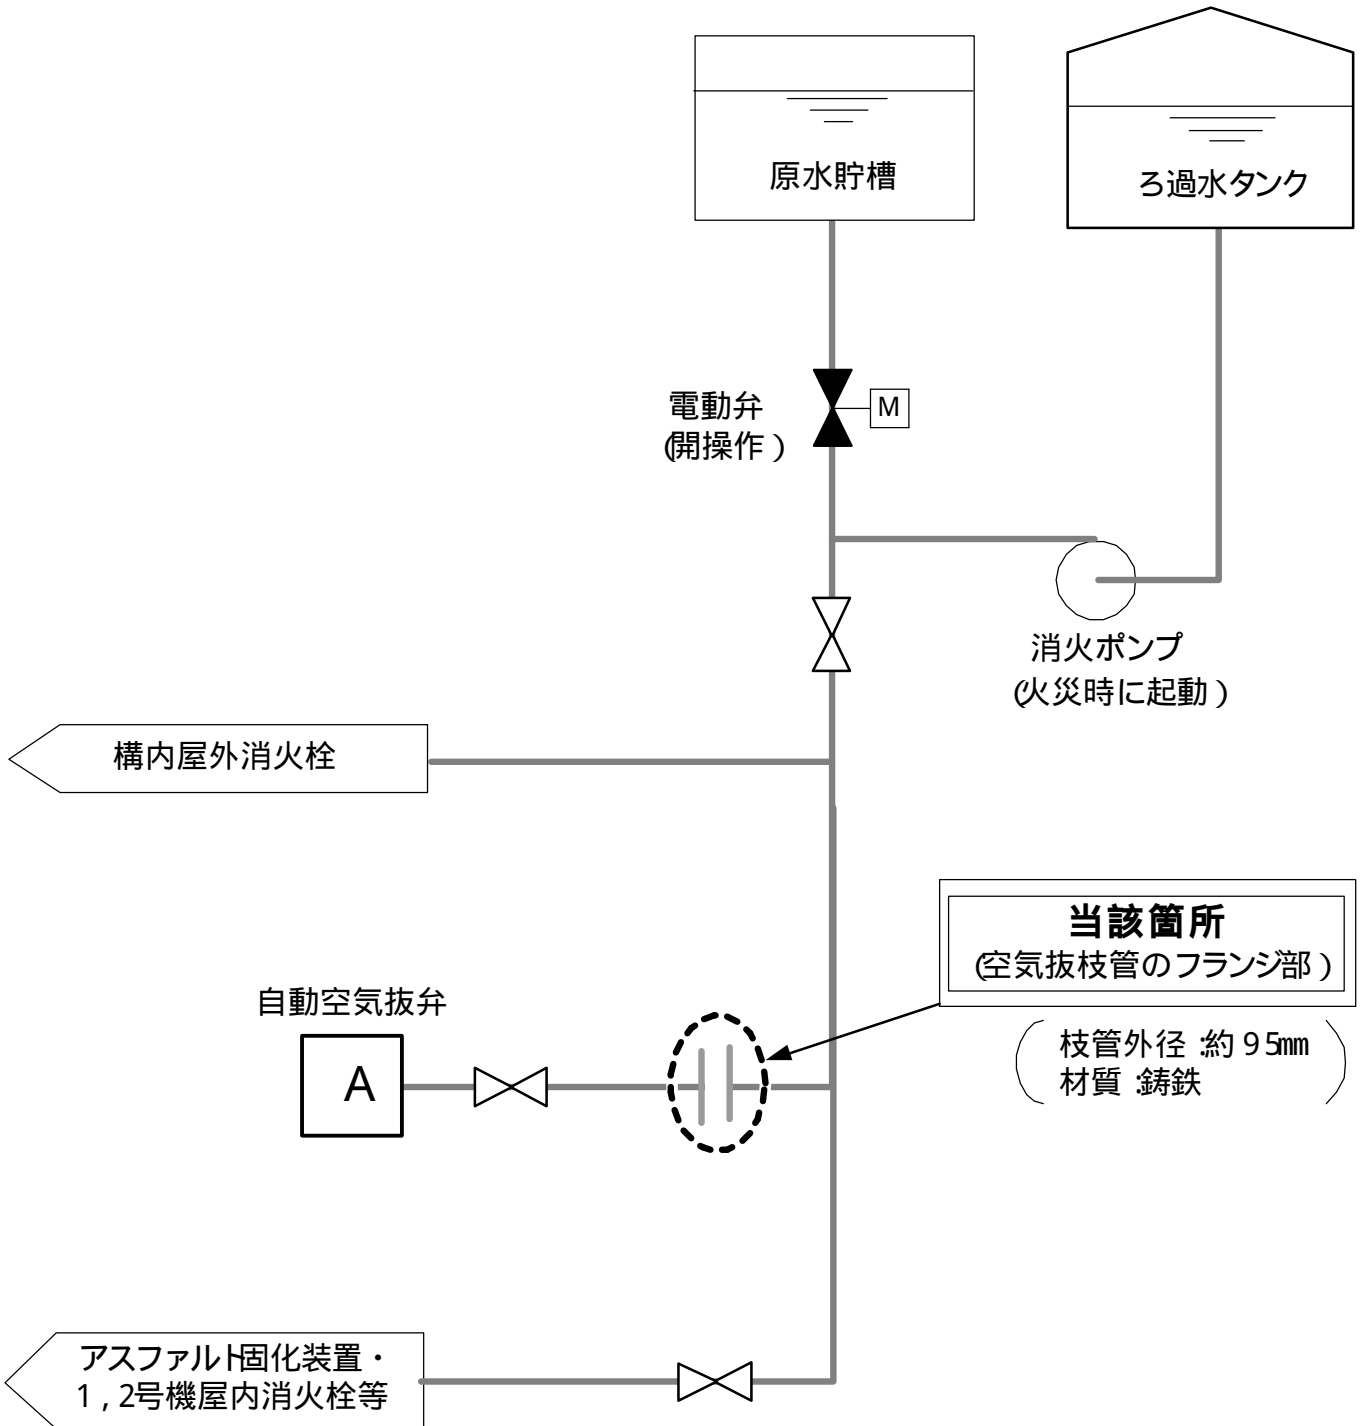 原水貯槽
ろ過水タンク
電動弁
(開操作)
M
消火ポンプ
(火災時に起動)
構内屋外消火栓
当該箇所
(空気抜枝管のフランジ部)
枝管外径:約95mm
材質:鋳鉄
自動空気抜弁
A
アスファルト固化装置・
1,2号機屋内消火栓等